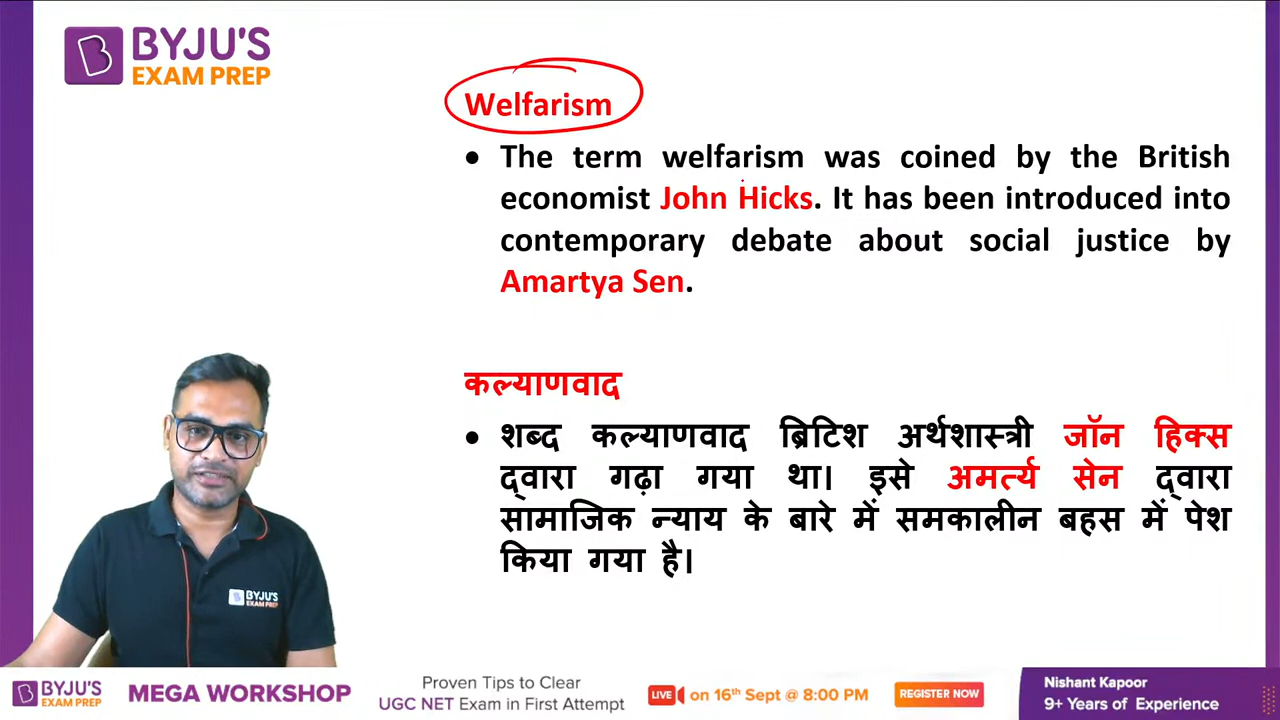 BYJU'S
EXAM PREP
Welfarism
• The term welfarism was coined by the British
economist John Hicks. It has been introduced into
contemporary debate about social justice by
Amartya Sen.
कल्याणवाद
• शब्द कल्याणवाद ब्रिटिश अर्थशास्त्री जॉन हिक्स
द्वारा गढ़ा गया था। इसे अमर्त्य सेन द्वारा
सामाजिक न्याय के बारे में समकालीन बहस में पेश
किया गया है।
BYJU'S
EXAM PREP
BYJU'S
EXAM PREP
MEGA WORKSHOP
Proven Tips to Clear
UGC NET Exam in First Attempt
LIVE on 16th Sept @ 8:00 PM
REGISTER NOW
Nishant Kapoor
9+ Years of Experience